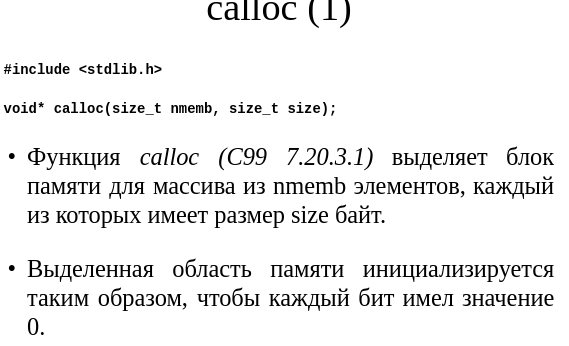 calloc (1)
#include <stdlib.h>
void* calloc(size_t nmemb, size_t size);
• Функция calloc (C99 7.20.3.1) выделяет блок
памяти для массива из nmemb элементов, каждый
из которых имеет размер size байт.
• Выделенная область памяти инициализируется
таким образом, чтобы каждый бит имел значение
0.